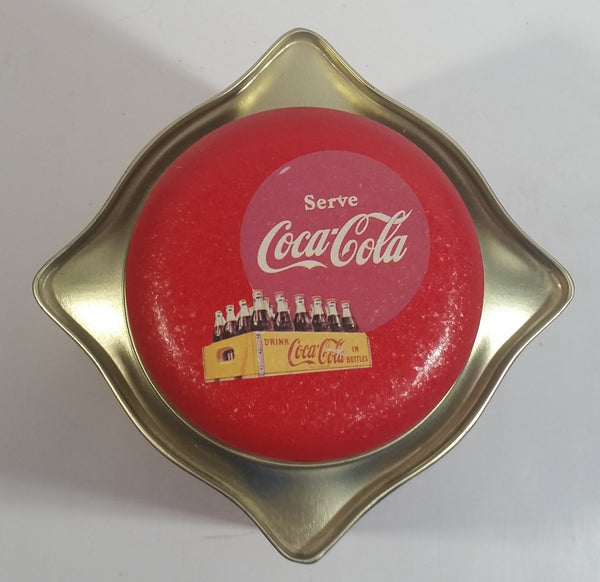 Serve
Coca-Cola
DRINK Coca-Cola IN
BOTTLES